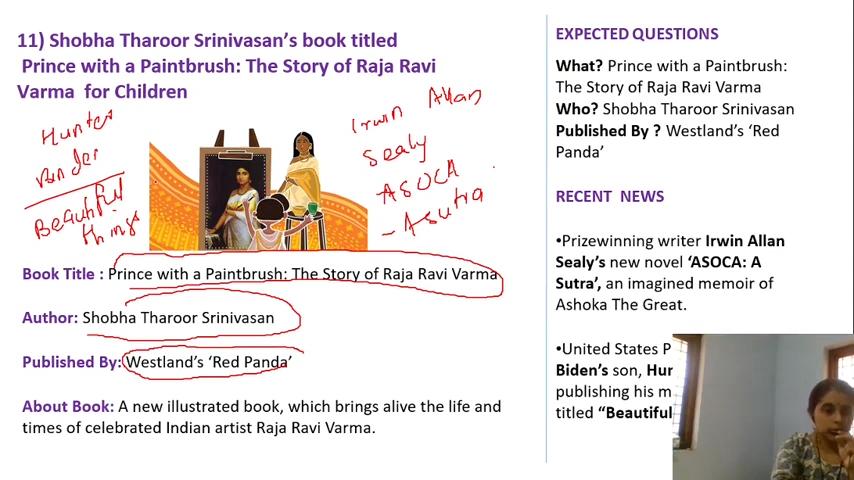 11) Shobha Tharoor Srinivasan's book titled
Prince with a Paintbrush: The Story of Raja Ravi
Varma for Children
Hunter
Binder
Beautiful
things
Irwin Allan
Sealy
ASOCA
- A Sutra
Book Title : Prince with a Paintbrush: The Story of Raja Ravi Varma
Author: Shobha Tharoor Srinivasan
Published By: Westland's 'Red Panda'
About Book: A new illustrated book, which brings alive the life and
times of celebrated Indian artist Raja Ravi Varma.
EXPECTED QUESTIONS
What? Prince with a Paintbrush:
The Story of Raja Ravi Varma
Who? Shobha Tharoor Srinivasan
Published By ? Westland's 'Red
Panda'
RECENT NEWS
•Prizewinning writer Irwin Allan
Sealy's new novel 'ASOCA: A
Sutra', an imagined memoir of
Ashoka The Great.
•United States P
Biden's son, Hun
publishing his m
titled "Beautiful